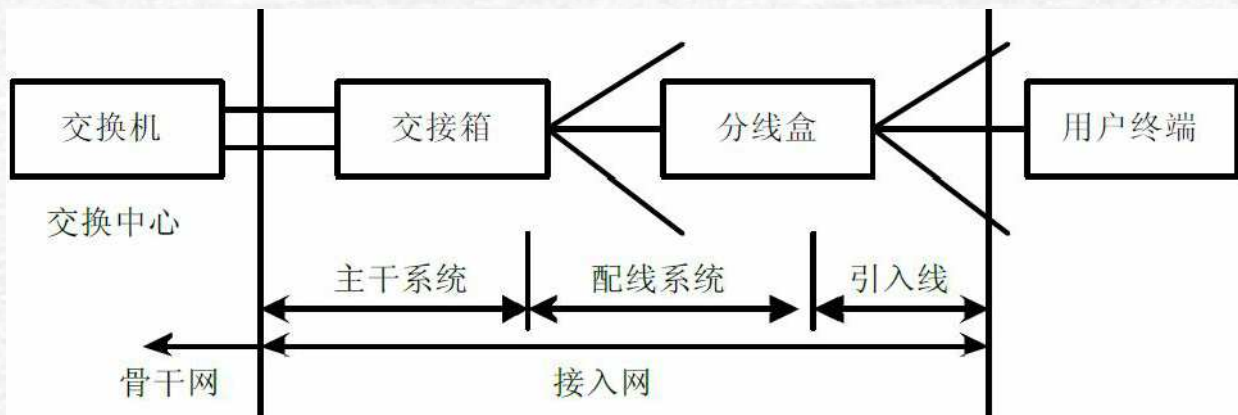 交换机
交接箱
分线盒
用户终端
交换中心
主干系统
配线系统
引入线
骨干网
接入网